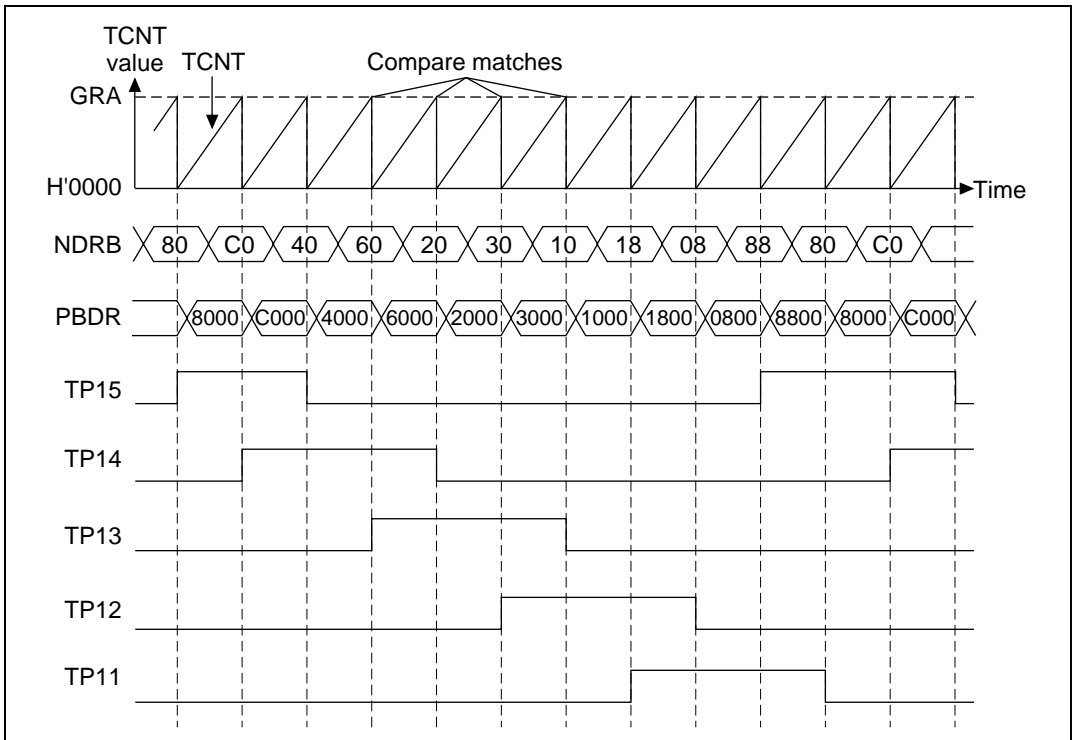 TCNT
value
TCNT
Compare matches
GRA
H'0000
Time
NDRB
80 C0 40 60 20 30 10 18 08 88 80 C0
PBDR
8000 C000 4000 6000 2000 3000 1000 1800 0800 8800 8000 C000
TP15
TP14
TP13
TP12
TP11